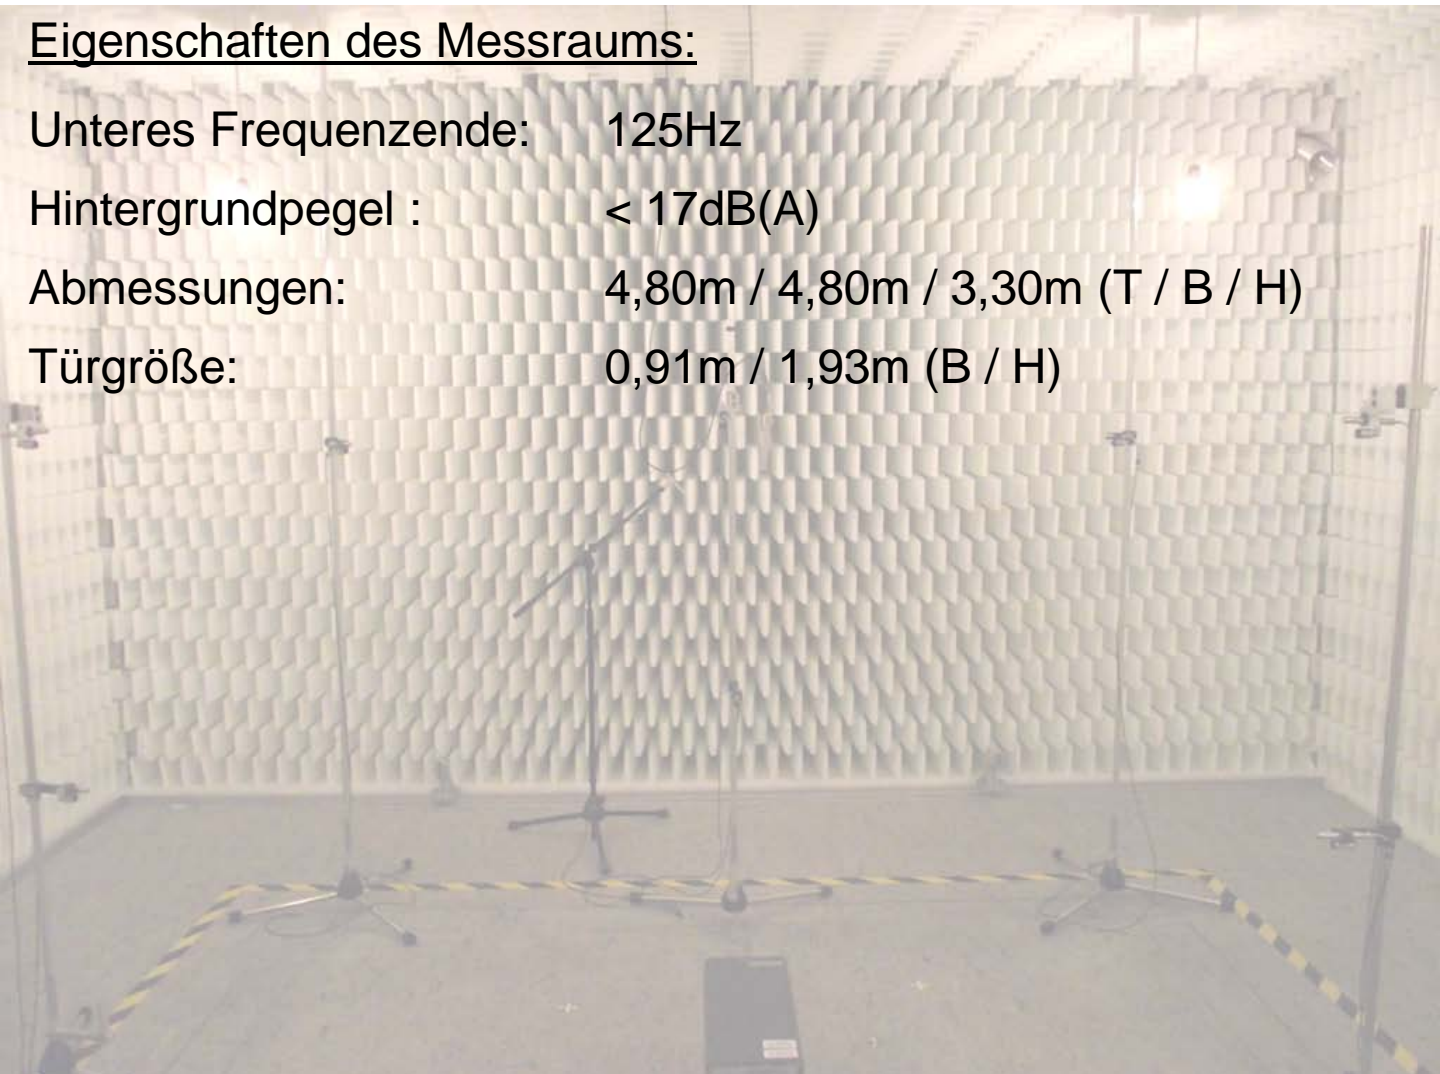 Eigenschaften des Messraums:
Unteres Frequenzende: 125Hz
Hintergrundpegel : < 17dB(A)
Abmessungen: 4,80m / 4,80m / 3,30m (T / B / H)
Türgröße: 0,91m / 1,93m (B / H)